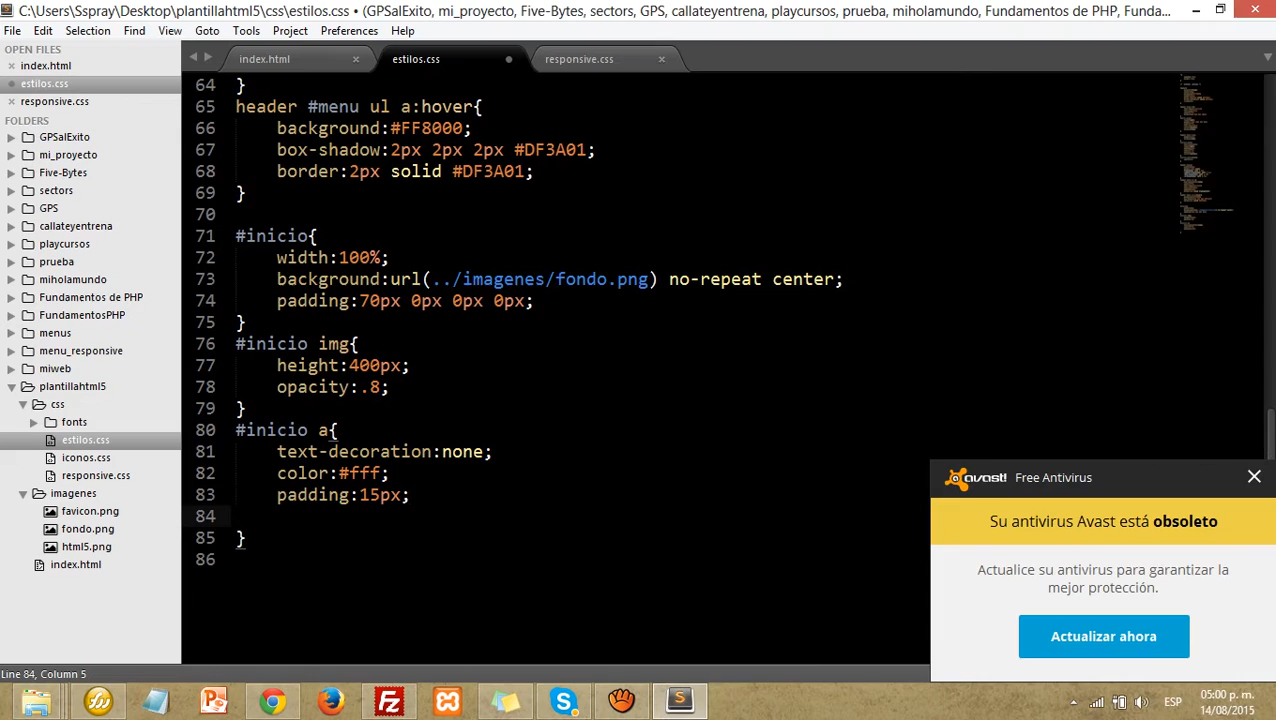 C:\Users\Sspray\Desktop\plantillahtml5\css\estilos.css • (GPSalExito, mi_proyecto, Five-Bytes, sectors, GPS, callateyentrena, playcursos, prueba, miholamundo, Fundamentos de PHP, Funda...
File Edit Selection Find View Goto Tools Project Preferences Help
OPEN FILES
index.html
estilos.css
responsive.css
FOLDERS
GPSalExito
mi_proyecto
Five-Bytes
sectors
GPS
callateyentrena
playcursos
prueba
miholamundo
Fundamentos de PHP
FundamentosPHP
menus
menu_responsive
miweb
plantillahtml5
css
fonts
estilos.css
iconos.css
responsive.css
imagenes
favicon.png
fondo.png
html5.png
index.html
index.html estilos.css responsive.css
64 }
65 header #menu ul a:hover{
66 background:#FF8000;
67 box-shadow:2px 2px 2px #DF3A01;
68 border:2px solid #DF3A01;
69 }
70
71 #inicio{
72 width:100%;
73 background:url(../imagenes/fondo.png) no-repeat center;
74 padding:70px 0px 0px 0px;
75 }
76 #inicio img{
77 height:400px;
78 opacity:.8;
79 }
80 #inicio a{
81 text-decoration:none;
82 color:#fff;
83 padding:15px;
84
85 }
86
avast! Free Antivirus
Su antivirus Avast está obsoleto
Actualice su antivirus para garantizar la
mejor protección.
Actualizar ahora
Line 84, Column 5
ESP
05:00 p. m.
14/08/2015